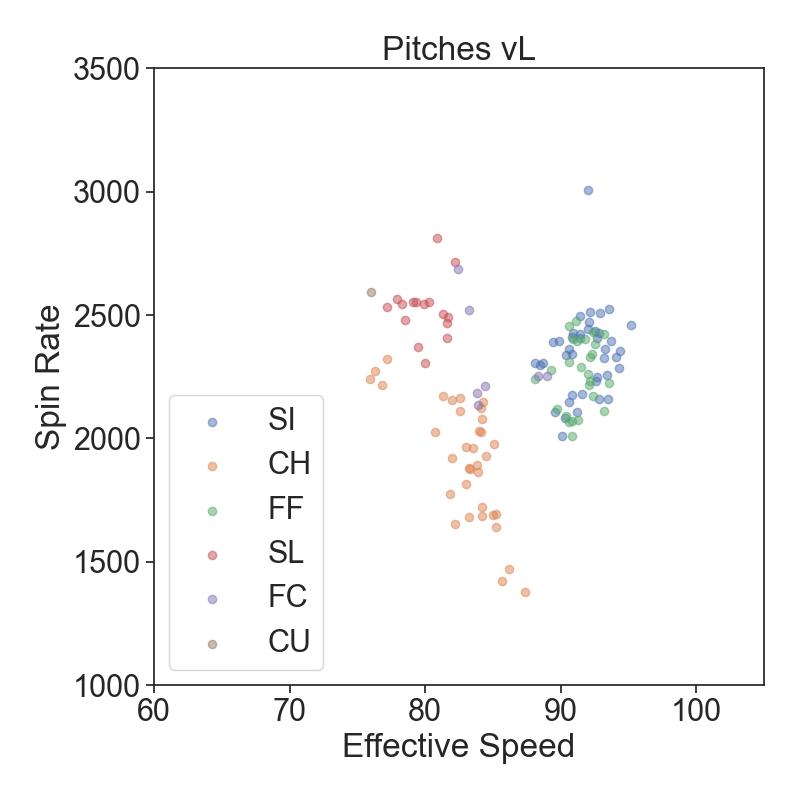 Pitches vL
3500
3000
2500
2000
1500
1000
Spin Rate
SI
CH
FF
SL
FC
CU
60 70 80 90 100
Effective Speed